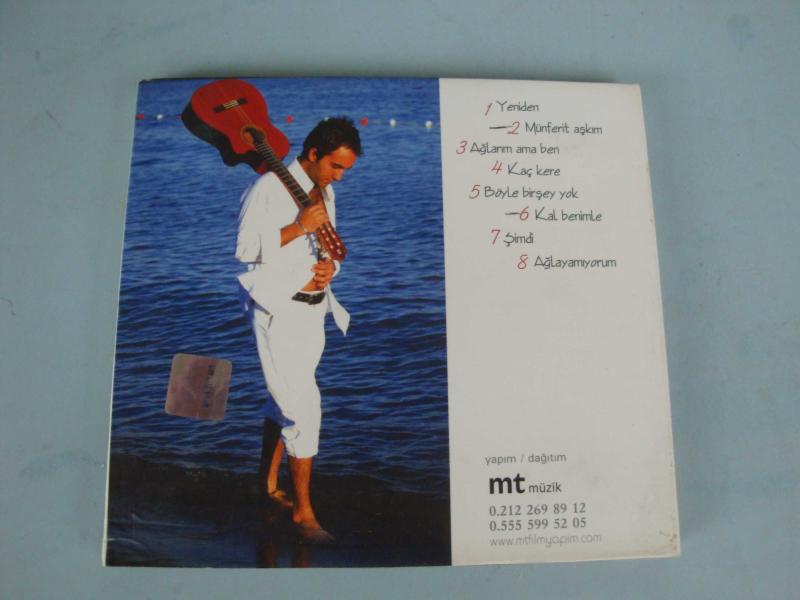 1 Yeniden
2 Münferit aşkım
3 Ağlarım ama ben
4 Kaç kere
5 Böyle birşey yok
6 Kal benimle
7 Şimdi
8 Ağlayamıyorum
yapım / dağıtım
mt müzik
0.212 269 89 12
0.555 599 52 05
www.mtfilmyapim.com